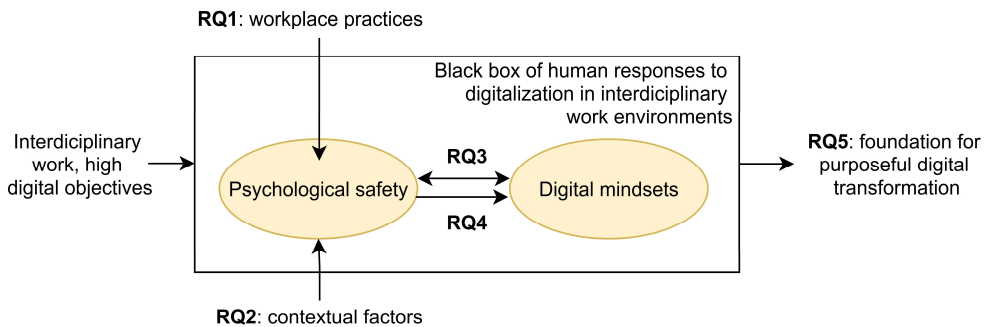 RQ1: workplace practices
Black box of human responses to
digitalization in interdiciplinary
work environments
Interdiciplinary
work, high
digital objectives
Psychological safety
RQ3
RQ4
Digital mindsets
RQ5: foundation for
purposeful digital
transformation
RQ2: contextual factors